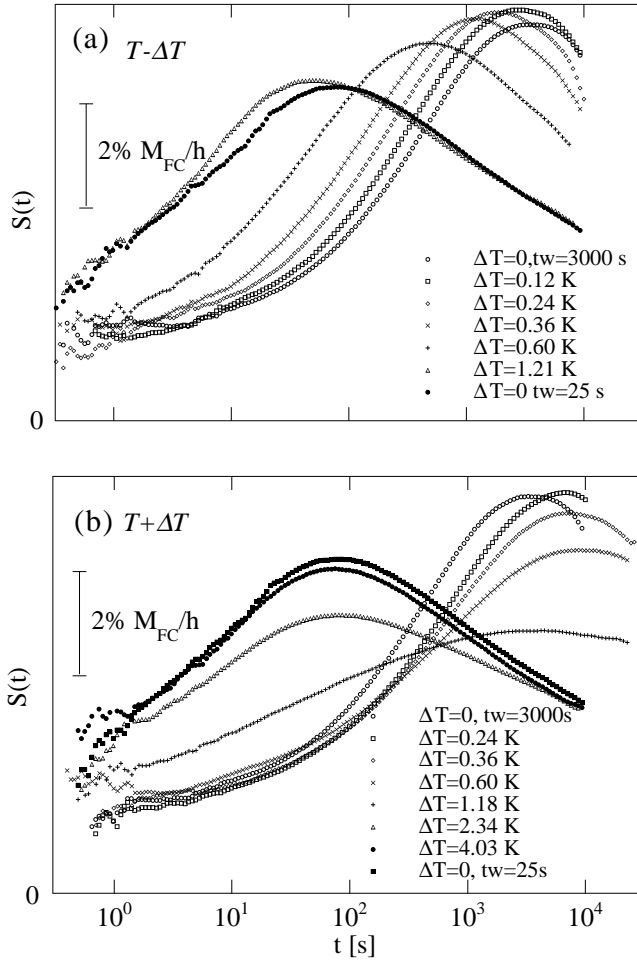 (a)
T-ΔT
2% M_FC/h
S(t)
ΔT=0,tw=3000 s
ΔT=0.12 K
ΔT=0.24 K
ΔT=0.36 K
ΔT=0.60 K
ΔT=1.21 K
ΔT=0 tw=25 s
0
(b) T+ΔT
2% M_FC/h
S(t)
ΔT=0, tw=3000s
ΔT=0.24 K
ΔT=0.36 K
ΔT=0.60 K
ΔT=1.18 K
ΔT=2.34 K
ΔT=4.03 K
ΔT=0, tw=25s
0
10^0 10^1 10^2 10^3 10^4
t [s]